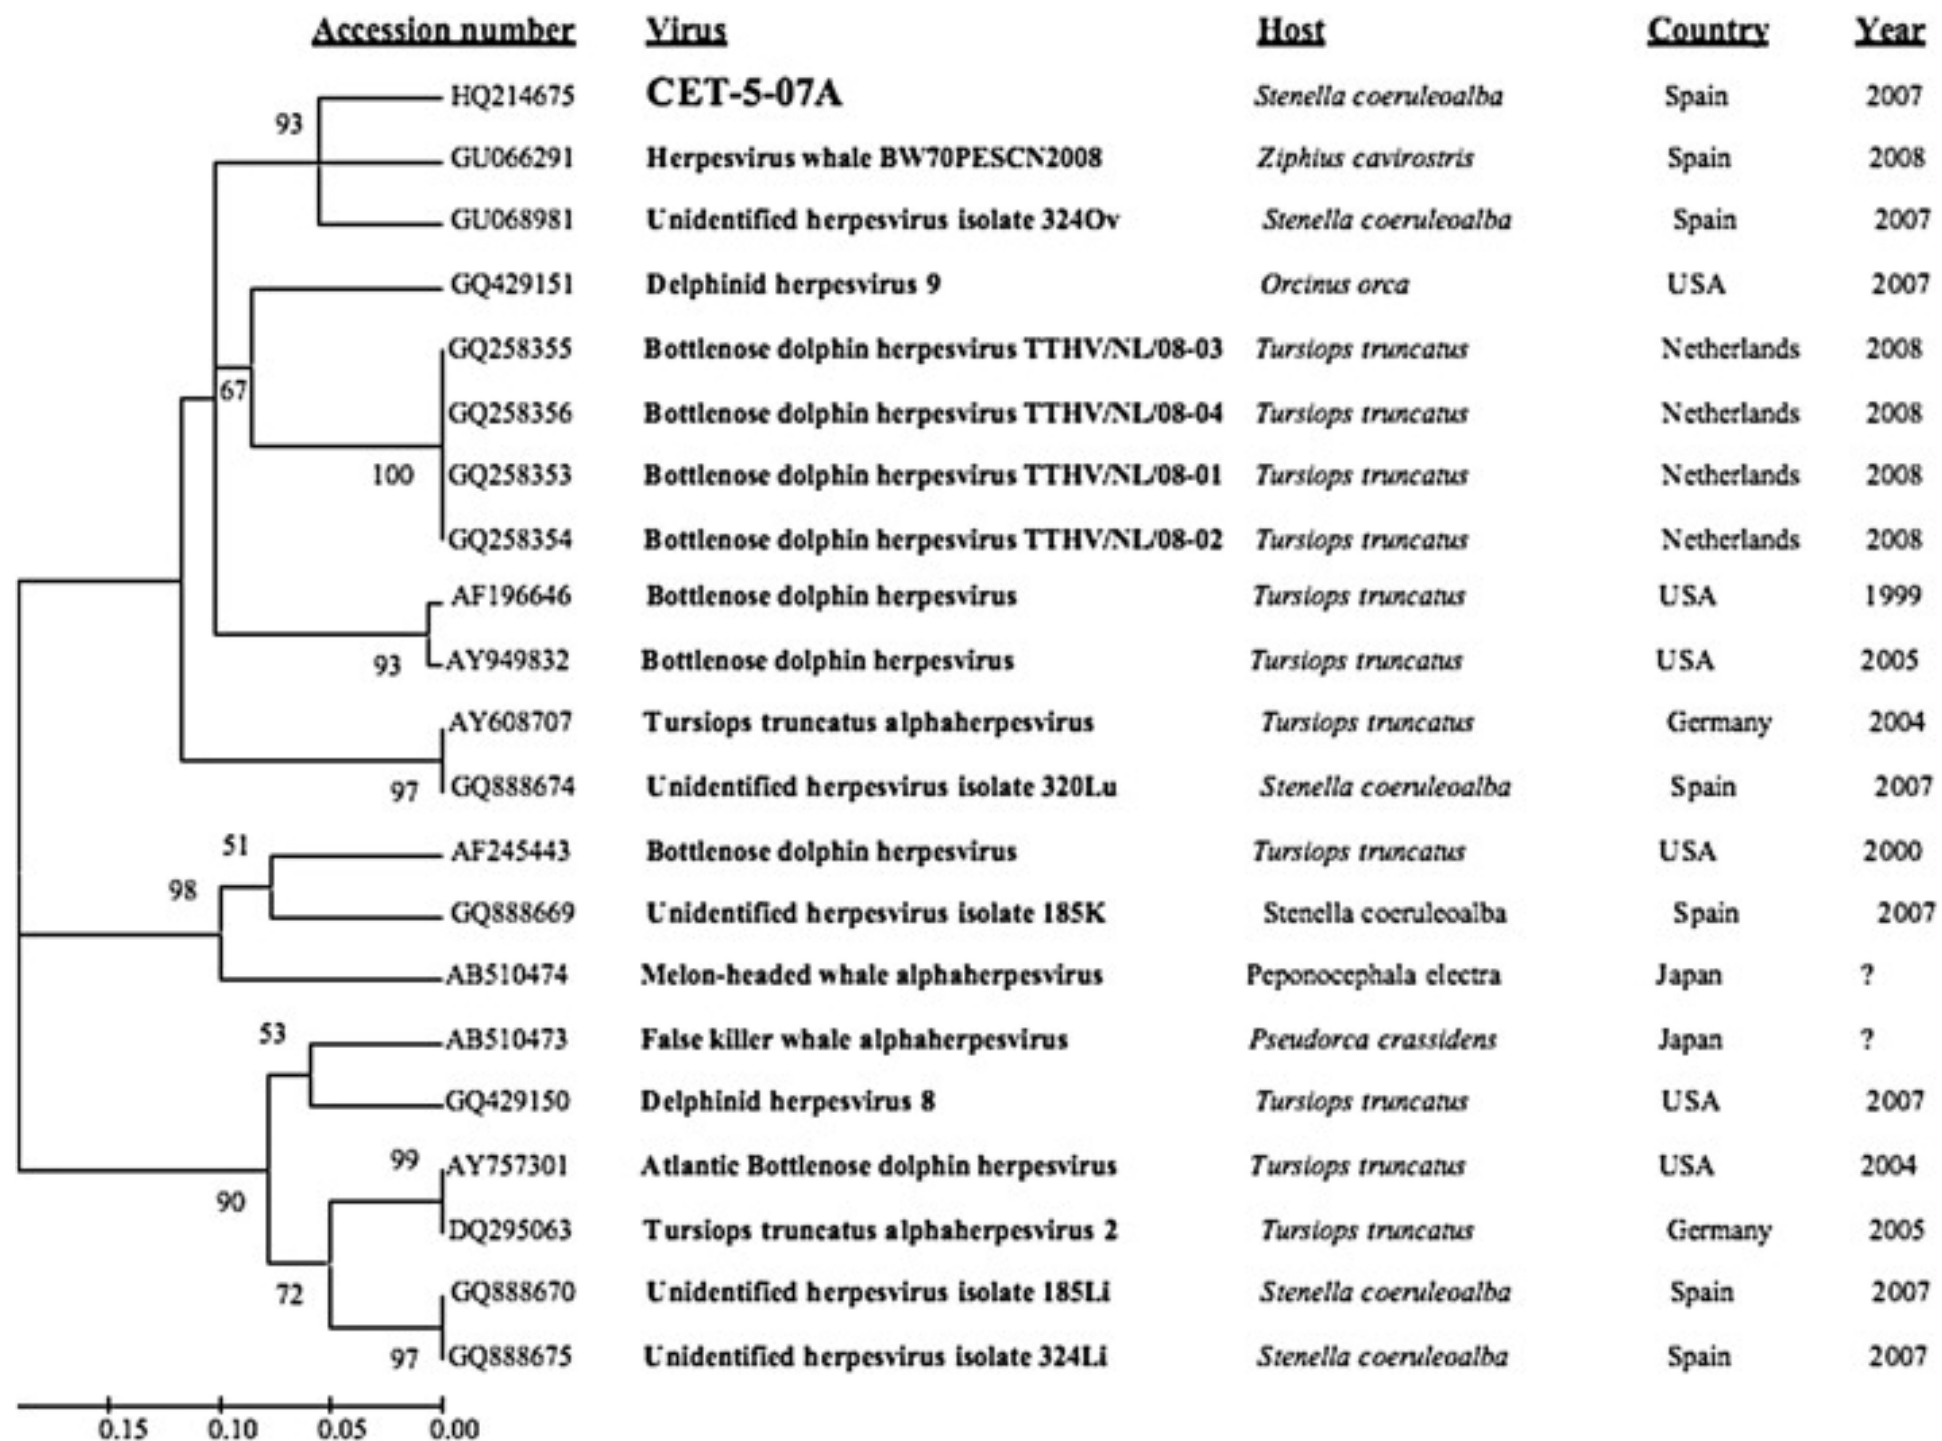 Accession number Virus Host Country Year
HQ214675 CET-5-07A Stenella coeruleoalba Spain 2007
93
GU066291 Herpesvirus whale BW70PESCN2008 Ziphius cavirostris Spain 2008
GU068981 Unidentified herpesvirus isolate 324Ov Stenella coeruleoalba Spain 2007
GQ429151 Delphinid herpesvirus 9 Orcinus orca USA 2007
GQ258355 Bottlenose dolphin herpesvirus TTHV/NL/08-03 Tursiops truncatus Netherlands 2008
67
GQ258356 Bottlenose dolphin herpesvirus TTHV/NL/08-04 Tursiops truncatus Netherlands 2008
100 GQ258353 Bottlenose dolphin herpesvirus TTHV/NL/08-01 Tursiops truncatus Netherlands 2008
GQ258354 Bottlenose dolphin herpesvirus TTHV/NL/08-02 Tursiops truncatus Netherlands 2008
AF196646 Bottlenose dolphin herpesvirus Tursiops truncatus USA 1999
93 AY949832 Bottlenose dolphin herpesvirus Tursiops truncatus USA 2005
AY608707 Tursiops truncatus alphaherpesvirus Tursiops truncatus Germany 2004
97 GQ888674 Unidentified herpesvirus isolate 320Lu Stenella coeruleoalba Spain 2007
51 AF245443 Bottlenose dolphin herpesvirus Tursiops truncatus USA 2000
98
GQ888669 Unidentified herpesvirus isolate 185K Stenella coeruleoalba Spain 2007
AB510474 Melon-headed whale alphaherpesvirus Peponocephala electra Japan ?
53 AB510473 False killer whale alphaherpesvirus Pseudorca crassidens Japan ?
GQ429150 Delphinid herpesvirus 8 Tursiops truncatus USA 2007
99 AY757301 Atlantic Bottlenose dolphin herpesvirus Tursiops truncatus USA 2004
90
DQ295063 Tursiops truncatus alphaherpesvirus 2 Tursiops truncatus Germany 2005
72 GQ888670 Unidentified herpesvirus isolate 185Li Stenella coeruleoalba Spain 2007
97 GQ888675 Unidentified herpesvirus isolate 324Li Stenella coeruleoalba Spain 2007
0.15 0.10 0.05 0.00